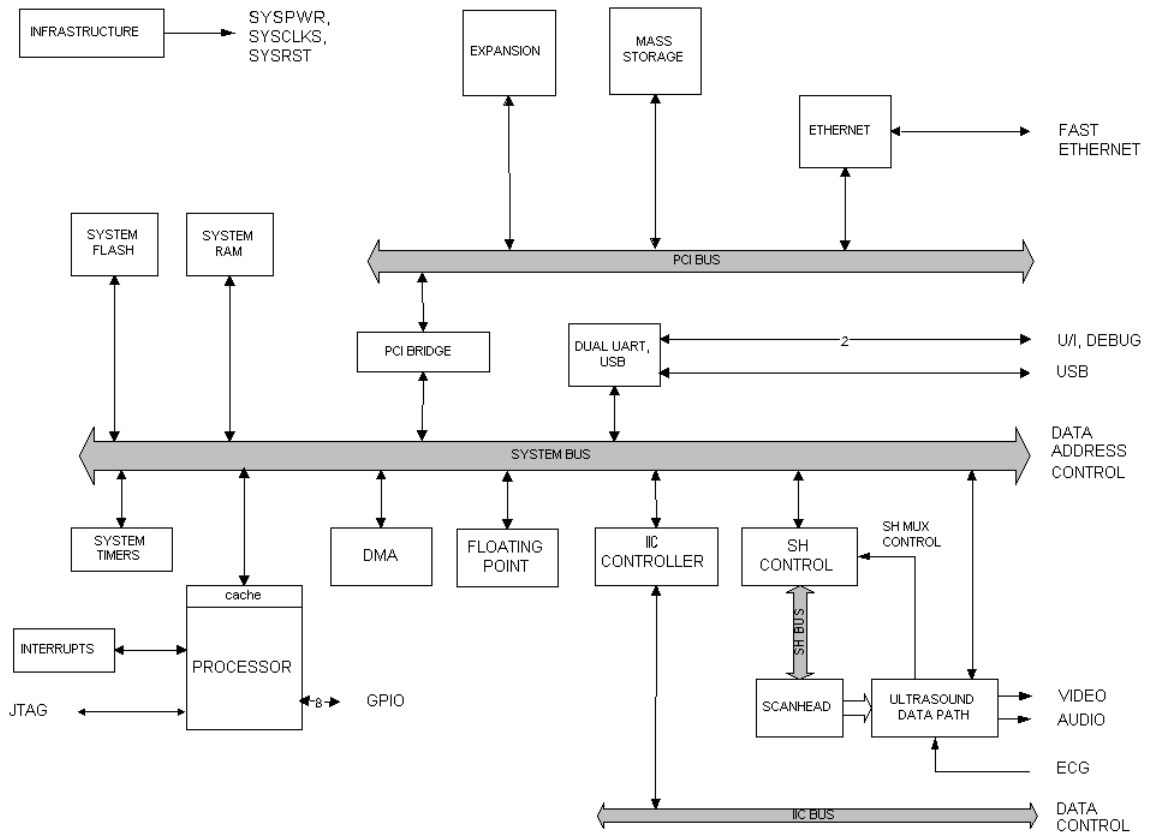 INFRASTRUCTURE
SYSPWR,
SYSCLKS,
SYSRST
EXPANSION
MASS
STORAGE
ETHERNET
FAST
ETHERNET
SYSTEM
FLASH
SYSTEM
RAM
PCI BUS
PCI BRIDGE
DUAL UART,
USB
2
U/I, DEBUG
USB
SYSTEM BUS
DATA
ADDRESS
CONTROL
SYSTEM
TIMERS
DMA
FLOATING
POINT
IIC
CONTROLLER
SH
CONTROL
SH MUX
CONTROL
cache
PROCESSOR
INTERRUPTS
JTAG
8
GPIO
SH BUS
SCANHEAD
ULTRASOUND
DATA PATH
VIDEO
AUDIO
ECG
IIC BUS
DATA
CONTROL